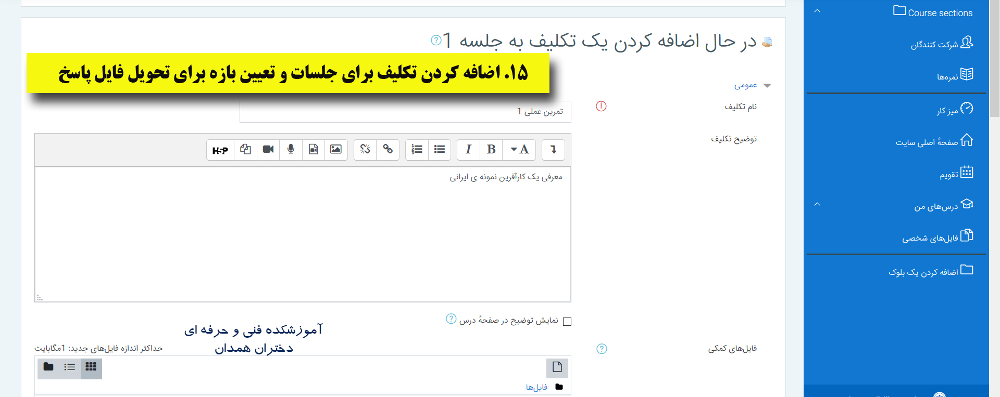 Course sections
شرکت کنندگان
نمره‌ها
میز کار
صفحهٔ اصلی سایت
تقویم
درس‌های من
فایل‌های شخصی
اضافه کردن یک بلوک
در حال اضافه کردن یک تکلیف به جلسه 1
۱۵. اضافه کردن تکلیف برای جلسات و تعیین بازه برای تحویل فایل پاسخ
عمومی
نام تکلیف
تمرین عملی 1
توضیح تکلیف
A B I H5P
معرفی یک کارآفرین نمونه ی ایرانی
نمایش توضیح در صفحهٔ درس
آموزشکده فنی و حرفه ای
دختران همدان
فایل‌های کمکی
حداکثر اندازه فایل‌های جدید: 1مگابایت
فایل‌ها